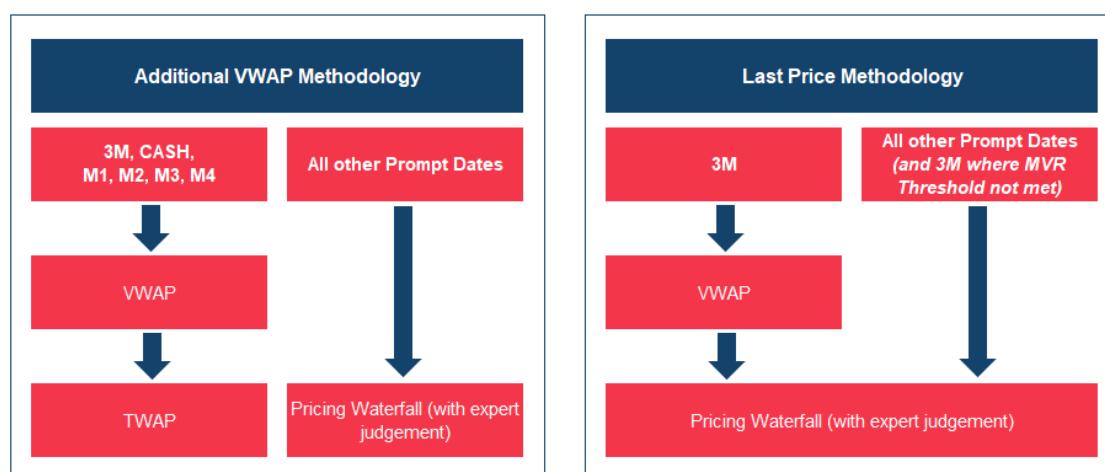 Additional VWAP Methodology
3M, CASH,
M1, M2, M3, M4
All other Prompt Dates
VWAP
TWAP
Pricing Waterfall (with expert
judgement)
Last Price Methodology
3M
All other Prompt Dates
(and 3M where MVR
Threshold not met)
VWAP
Pricing Waterfall (with expert judgement)